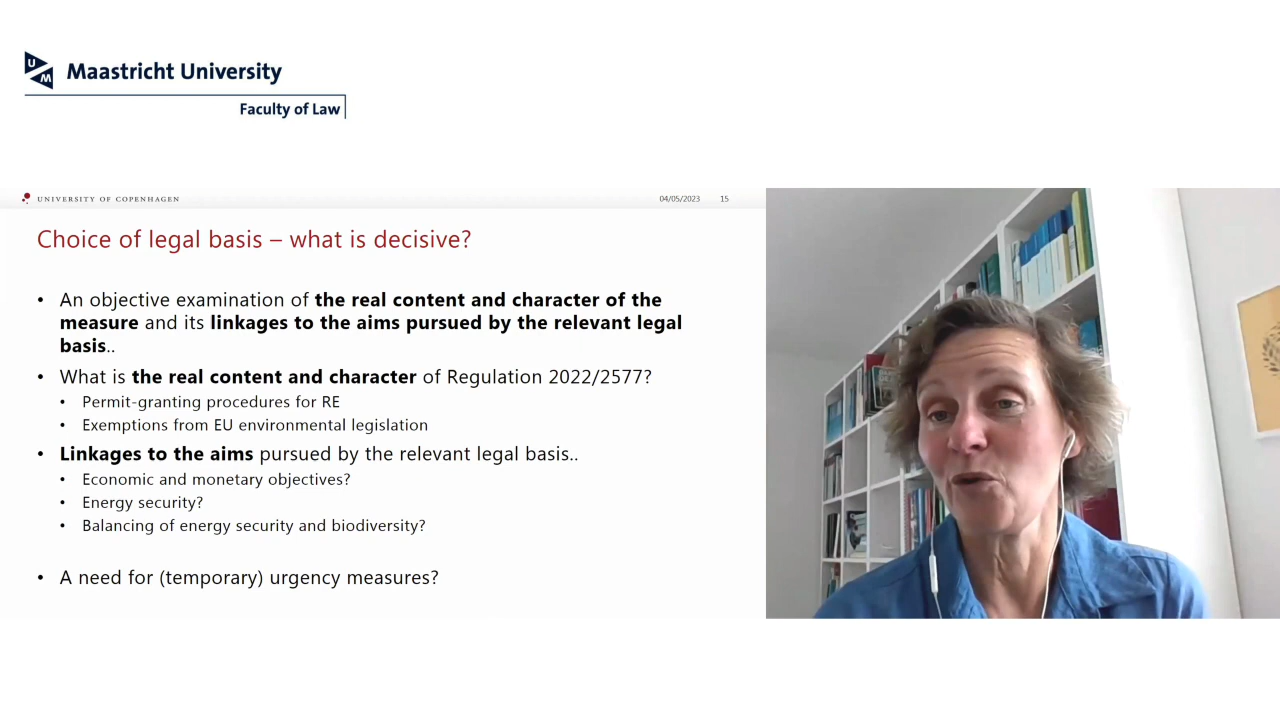 UM
Maastricht University
Faculty of Law
UNIVERSITY OF COPENHAGEN 04/05/2023 15
Choice of legal basis – what is decisive?
• An objective examination of the real content and character of the
measure and its linkages to the aims pursued by the relevant legal
basis..
• What is the real content and character of Regulation 2022/2577?
• Permit-granting procedures for RE
• Exemptions from EU environmental legislation
• Linkages to the aims pursued by the relevant legal basis..
• Economic and monetary objectives?
• Energy security?
• Balancing of energy security and biodiversity?
• A need for (temporary) urgency measures?